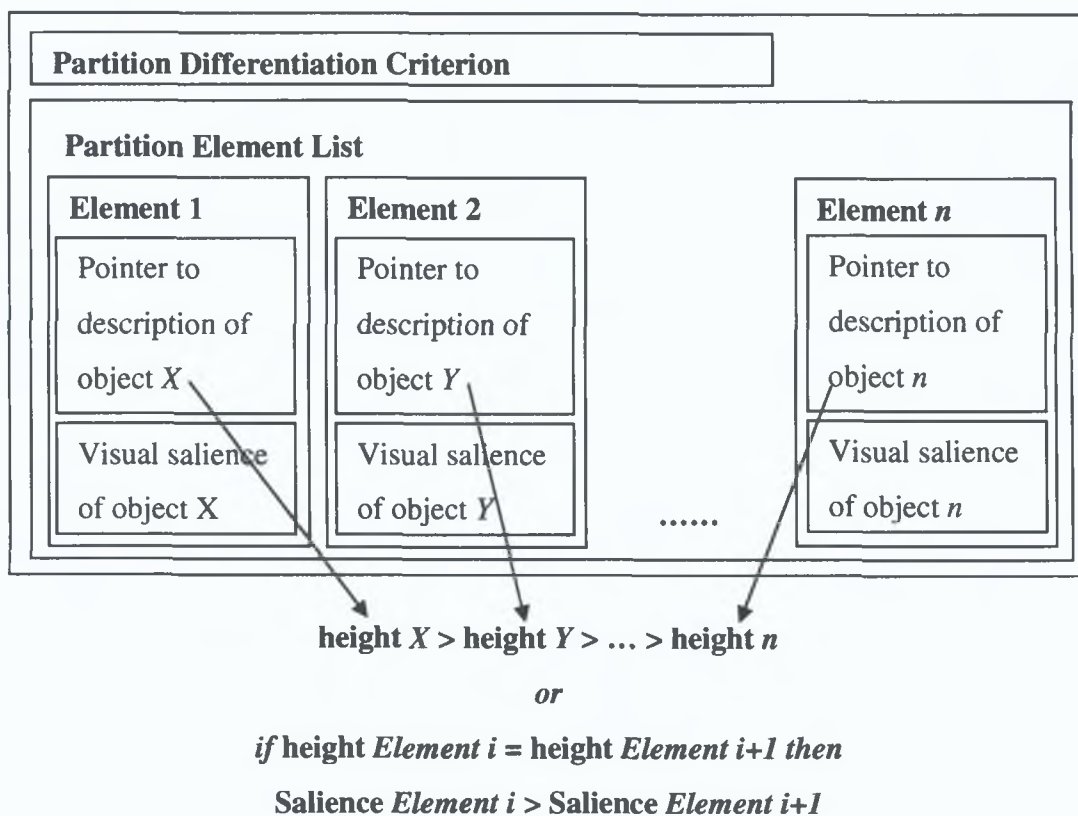 Partition Differentiation Criterion
Partition Element List
Element 1
Pointer to
description of
object X
Visual salience
of object X
Element 2
Pointer to
description of
object Y
Visual salience
of object Y
.......
Element n
Pointer to
description of
object n
Visual salience
of object n
height X > height Y > ... > height n
or
if height Element i = height Element i+1 then
Salience Element i > Salience Element i+1